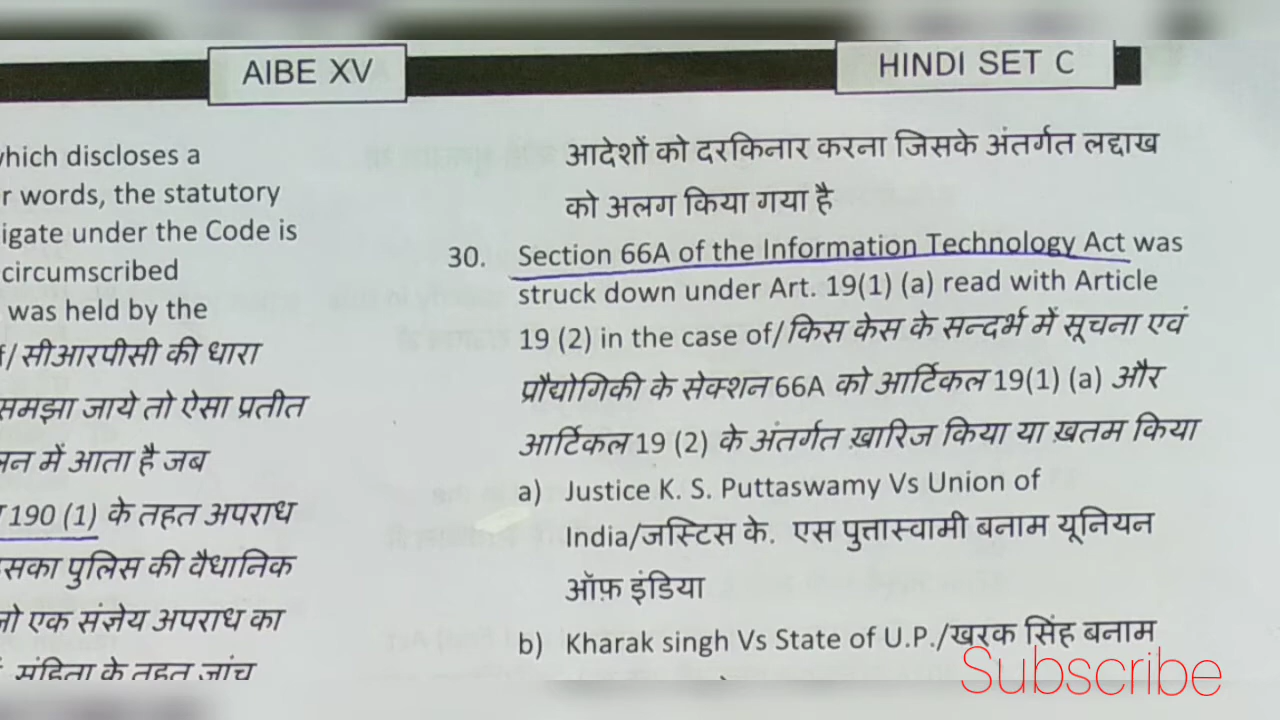 AIBE XV
HINDI SET C
which discloses a
r words, the statutory
igate under the Code is
circumscribed
was held by the
f/सीआरपीसी की धारा
समझा जाये तो ऐसा प्रतीत
में आता है जब
190 (1) के तहत अपराध
सका पुलिस की वैधानिक
जो एक संज्ञेय अपराध का
संहिता के तहत जांच
आदेशों को दरकिनार करना जिसके अंतर्गत लद्दाख
को अलग किया गया है
30. Section 66A of the Information Technology Act was
struck down under Art. 19(1) (a) read with Article
19 (2) in the case of/किस केस के सन्दर्भ में सूचना एवं
प्रौद्योगिकी के सेक्शन 66A को आर्टिकल 19(1) (a) और
आर्टिकल 19 (2) के अंतर्गत ख़ारिज किया या ख़तम किया
a) Justice K. S. Puttaswamy Vs Union of
India/जस्टिस के. एस पुत्तास्वामी बनाम यूनियन
ऑफ़ इंडिया
b) Kharak singh Vs State of U.P./खरक सिंह बनाम
Subscribe